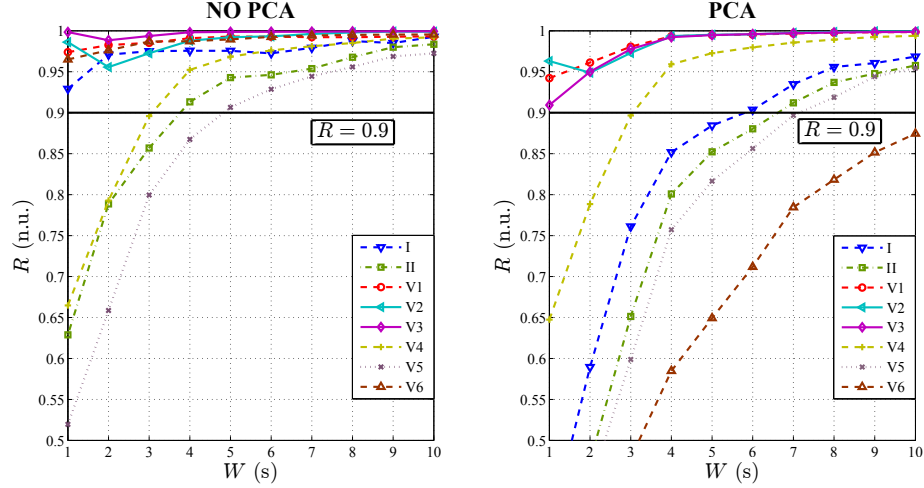 NO PCA
R (n.u.)
1
0.95
0.9
0.85
0.8
0.75
0.7
0.65
0.6
0.55
0.5
R = 0.9
I
II
V1
V2
V3
V4
V5
V6
1 2 3 4 5 6 7 8 9 10
W (s)
PCA
R (n.u.)
1
0.95
0.9
0.85
0.8
0.75
0.7
0.65
0.6
0.55
0.5
R = 0.9
I
II
V1
V2
V3
V4
V5
V6
1 2 3 4 5 6 7 8 9 10
W (s)